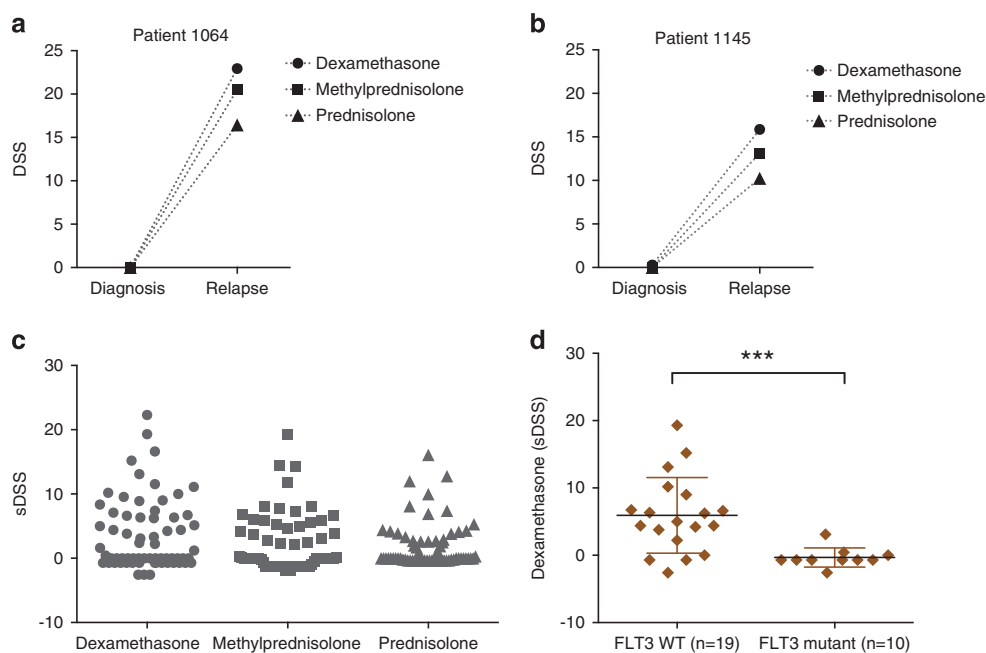 a
Patient 1064
DSS
25
20
15
10
5
0
Diagnosis
Relapse
Dexamethasone
Methylprednisolone
Prednisolone
b
Patient 1145
DSS
25
20
15
10
5
0
Diagnosis
Relapse
Dexamethasone
Methylprednisolone
Prednisolone
c
sDSS
30
20
10
0
-10
Dexamethasone
Methylprednisolone
Prednisolone
d
Dexamethasone (sDSS)
30
20
10
0
-10
***
FLT3 WT (n=19)
FLT3 mutant (n=10)